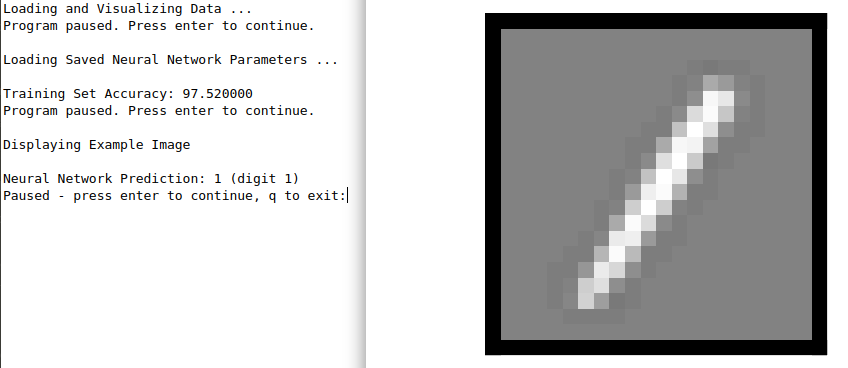 Loading and Visualizing Data ...
Program paused. Press enter to continue.
Loading Saved Neural Network Parameters ...
Training Set Accuracy: 97.520000
Program paused. Press enter to continue.
Displaying Example Image
Neural Network Prediction: 1 (digit 1)
Paused - press enter to continue, q to exit: